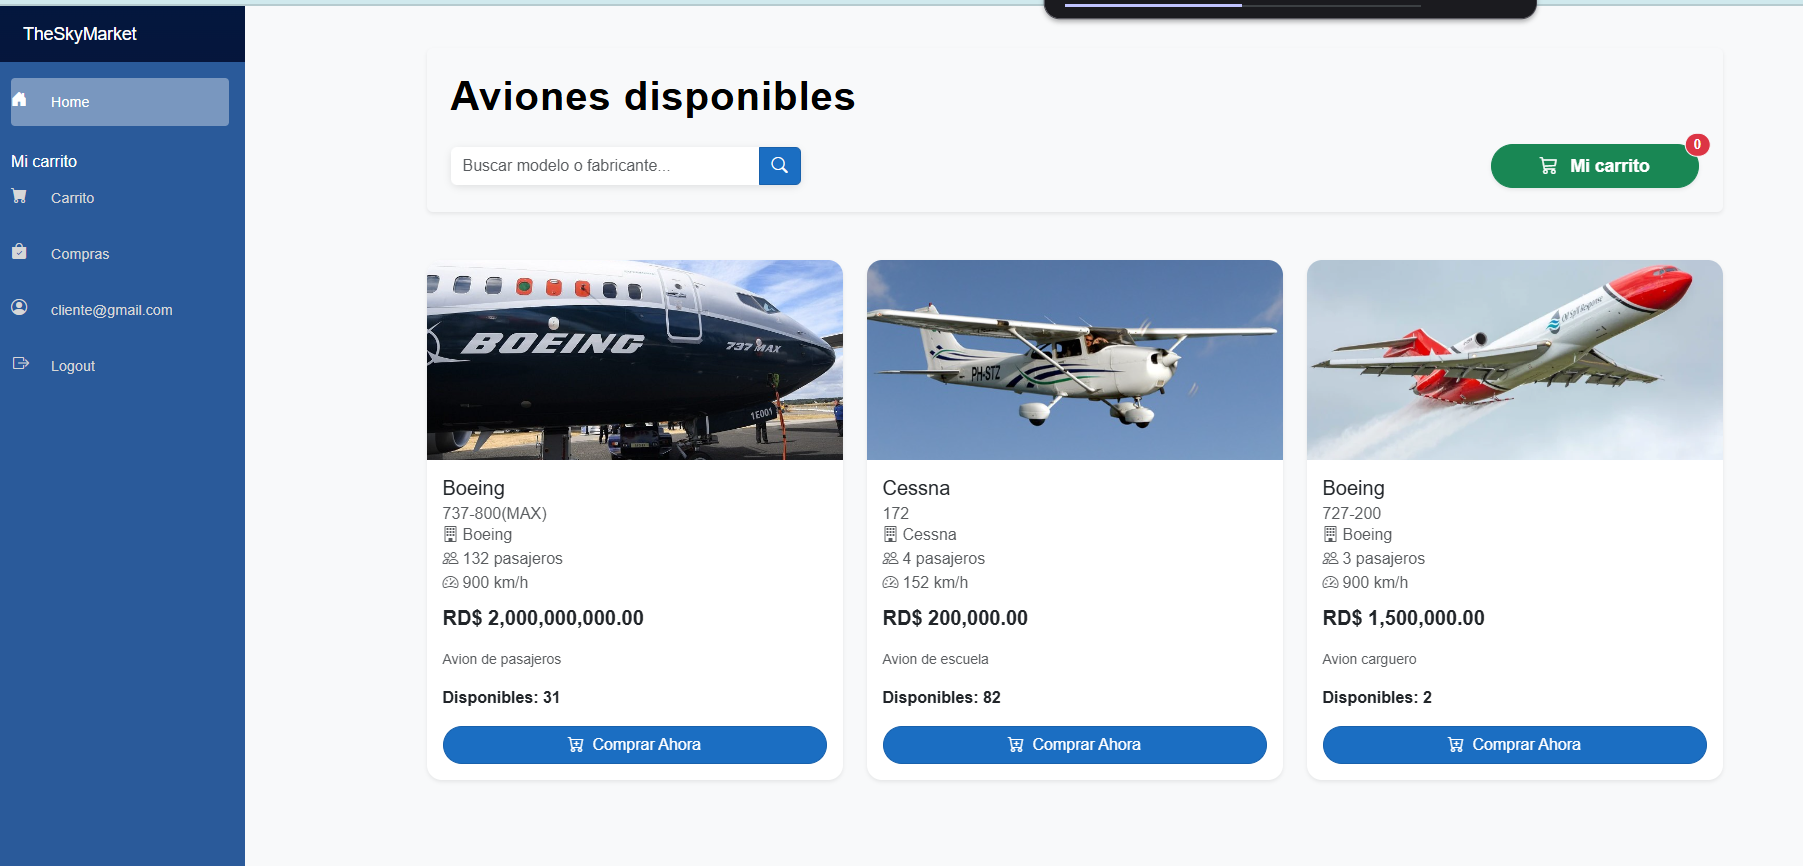 TheSkyMarket
Home
Mi carrito
Carrito
Compras
cliente@gmail.com
Logout
Aviones disponibles
Buscar modelo o fabricante...
Mi carrito
0
BOEING
737 MAX
1E001
Boeing
737-800(MAX)
Boeing
132 pasajeros
900 km/h
RD$ 2,000,000,000.00
Avion de pasajeros
Disponibles: 31
Comprar Ahora
PH-STZ
Cessna
172
Cessna
4 pasajeros
152 km/h
RD$ 200,000.00
Avion de escuela
Disponibles: 82
Comprar Ahora
Oil Spill Response
Boeing
727-200
Boeing
3 pasajeros
900 km/h
RD$ 1,500,000.00
Avion carguero
Disponibles: 2
Comprar Ahora